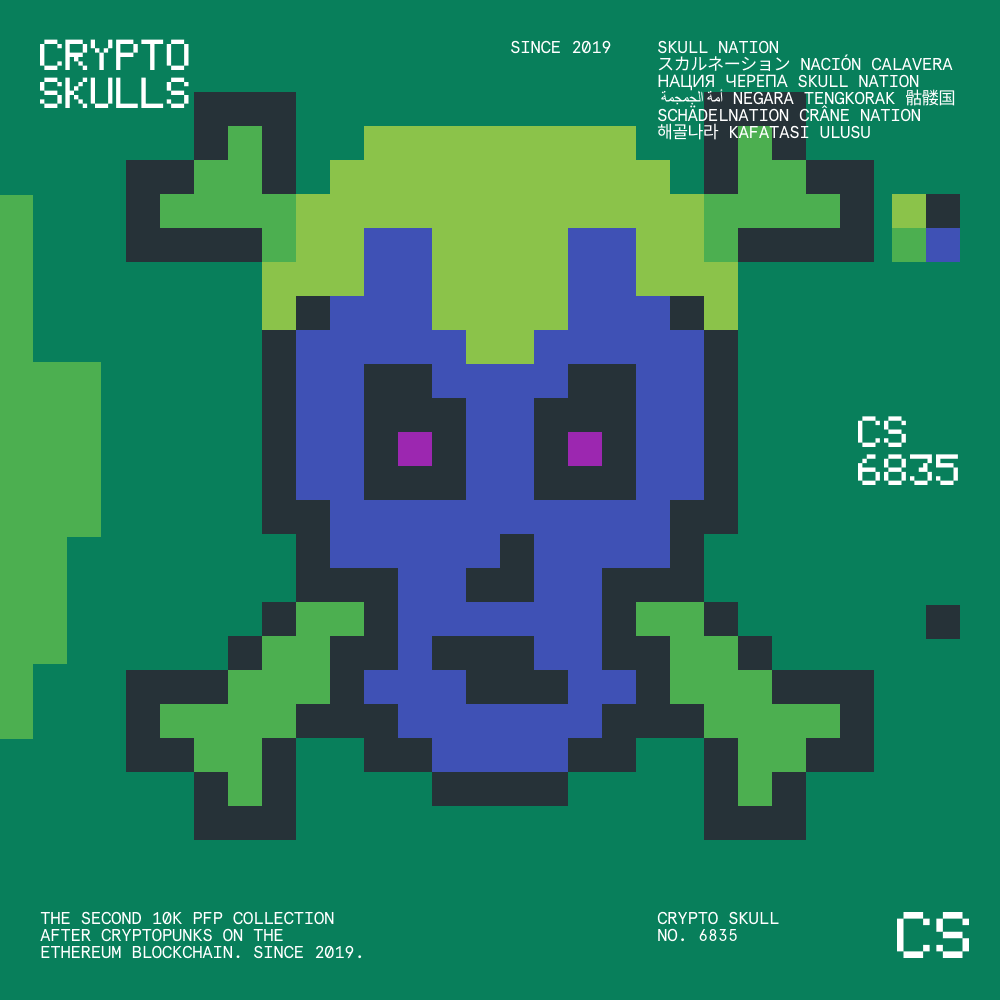 CRYPTO
SKULLS
SINCE 2019
SKULL NATION
スカルネーション NACIÓN CALAVERA
НАЦИЯ ЧЕРЕПА SKULL NATION
أمة الجمجمة NEGARA TENGKORAK 骷髅国
SCHÄDELNATION CRÂNE NATION
해골나라 KAFATASI ULUSU
CS
6835
THE SECOND 10K PFP COLLECTION
AFTER CRYPTOPUNKS ON THE
ETHEREUM BLOCKCHAIN. SINCE 2019.
CRYPTO SKULL
NO. 6835
CS